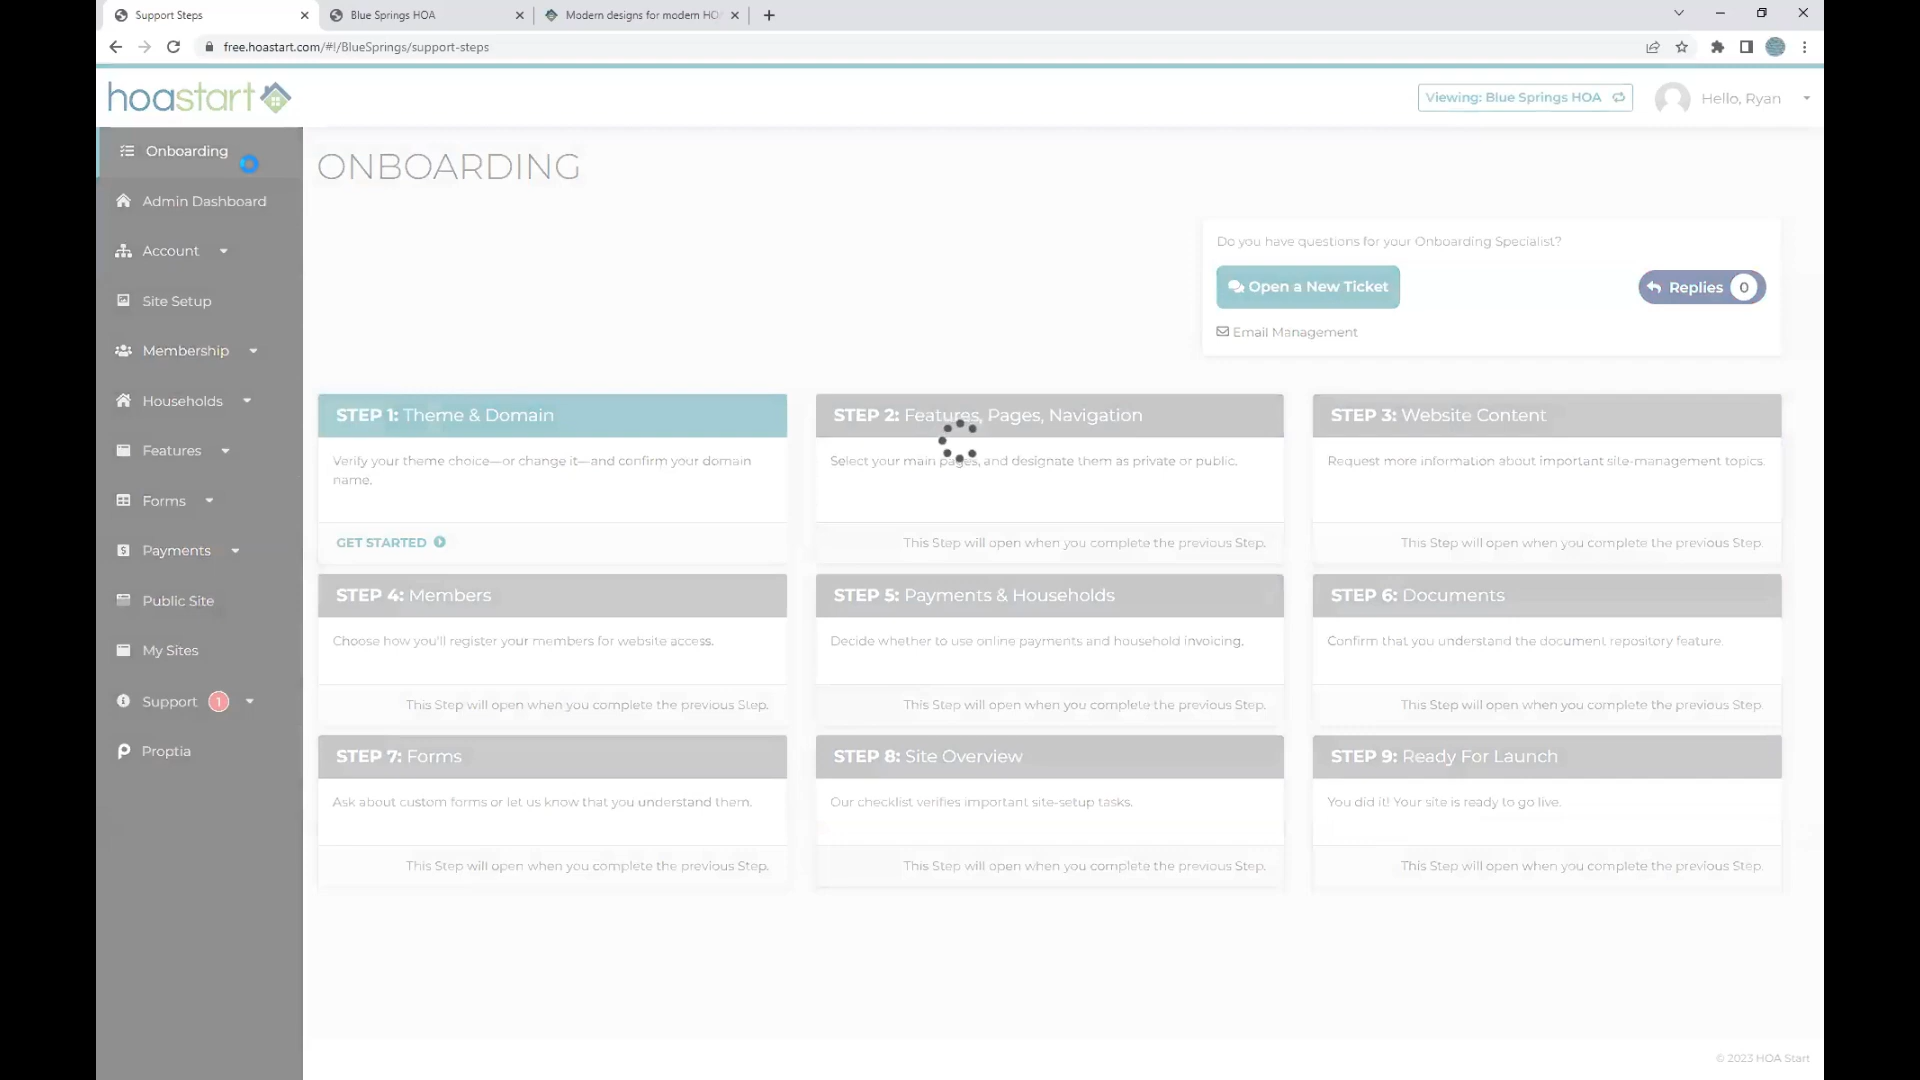 Support Steps
Blue Springs HOA
Modern designs for modern HO
free.hoastart.com/#!/BlueSprings/support-steps
hoastart
Viewing: Blue Springs HOA
Hello, Ryan
Onboarding
Admin Dashboard
Account
Site Setup
Membership
Households
Features
Forms
Payments
Public Site
My Sites
Support 1
Proptia
ONBOARDING
Do you have questions for your Onboarding Specialist?
Open a New Ticket
Replies 0
Email Management
STEP 1: Theme & Domain
Verify your theme choice—or change it—and confirm your domain
name.
GET STARTED
STEP 2: Features, Pages, Navigation
Select your main pages, and designate them as private or public.
This Step will open when you complete the previous Step.
STEP 3: Website Content
Request more information about important site-management topics.
This Step will open when you complete the previous Step.
STEP 4: Members
Choose how you'll register your members for website access.
This Step will open when you complete the previous Step.
STEP 5: Payments & Households
Decide whether to use online payments and household invoicing.
This Step will open when you complete the previous Step.
STEP 6: Documents
Confirm that you understand the document repository feature.
This Step will open when you complete the previous Step.
STEP 7: Forms
Ask about custom forms or let us know that you understand them.
This Step will open when you complete the previous Step.
STEP 8: Site Overview
Our checklist verifies important site-setup tasks.
This Step will open when you complete the previous Step.
STEP 9: Ready For Launch
You did it! Your site is ready to go live.
This Step will open when you complete the previous Step.
© 2023 HOA Start